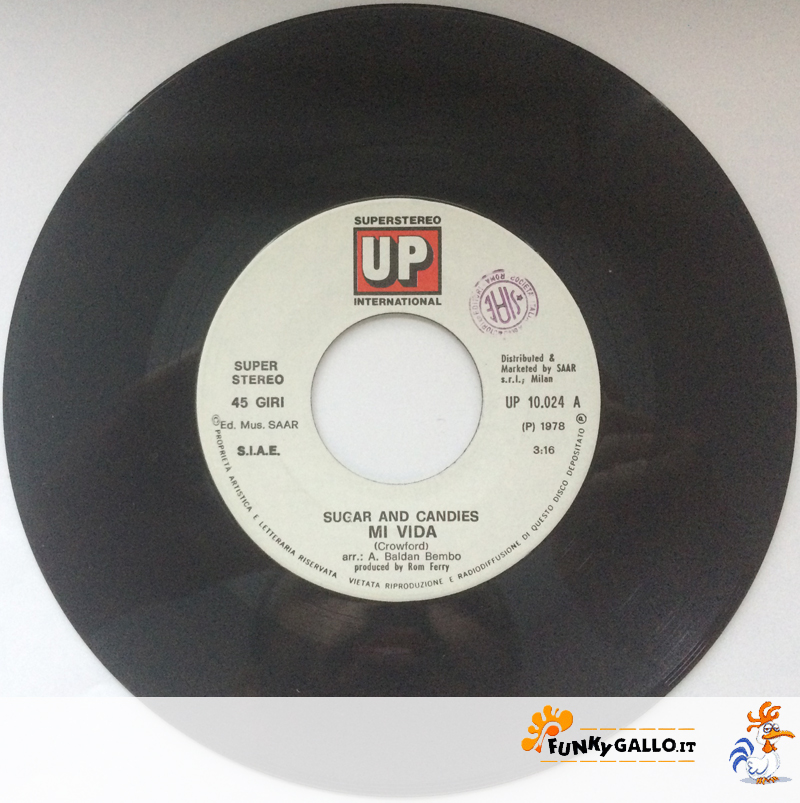 SUPERSTEREO
UP
INTERNATIONAL
SIAE
SUPER
STEREO
45 GIRI
Ed. Mus. SAAR
S.I.A.E.
Distributed &
Marketed by SAAR
s.r.l.; Milan
UP 10.024 A
(P) 1978
3:16
SUGAR AND CANDIES
MI VIDA
(Crowford)
arr.: A. Baldan Bembo
produced by Rom Ferry
PROPRIETA ARTISTICA E LETTERARIA RISERVATA VIETATA RIPRODUZIONE E RADIODIFFUSIONE DI QUESTO DISCO DEPOSITATO
FUNKYGALLO.IT